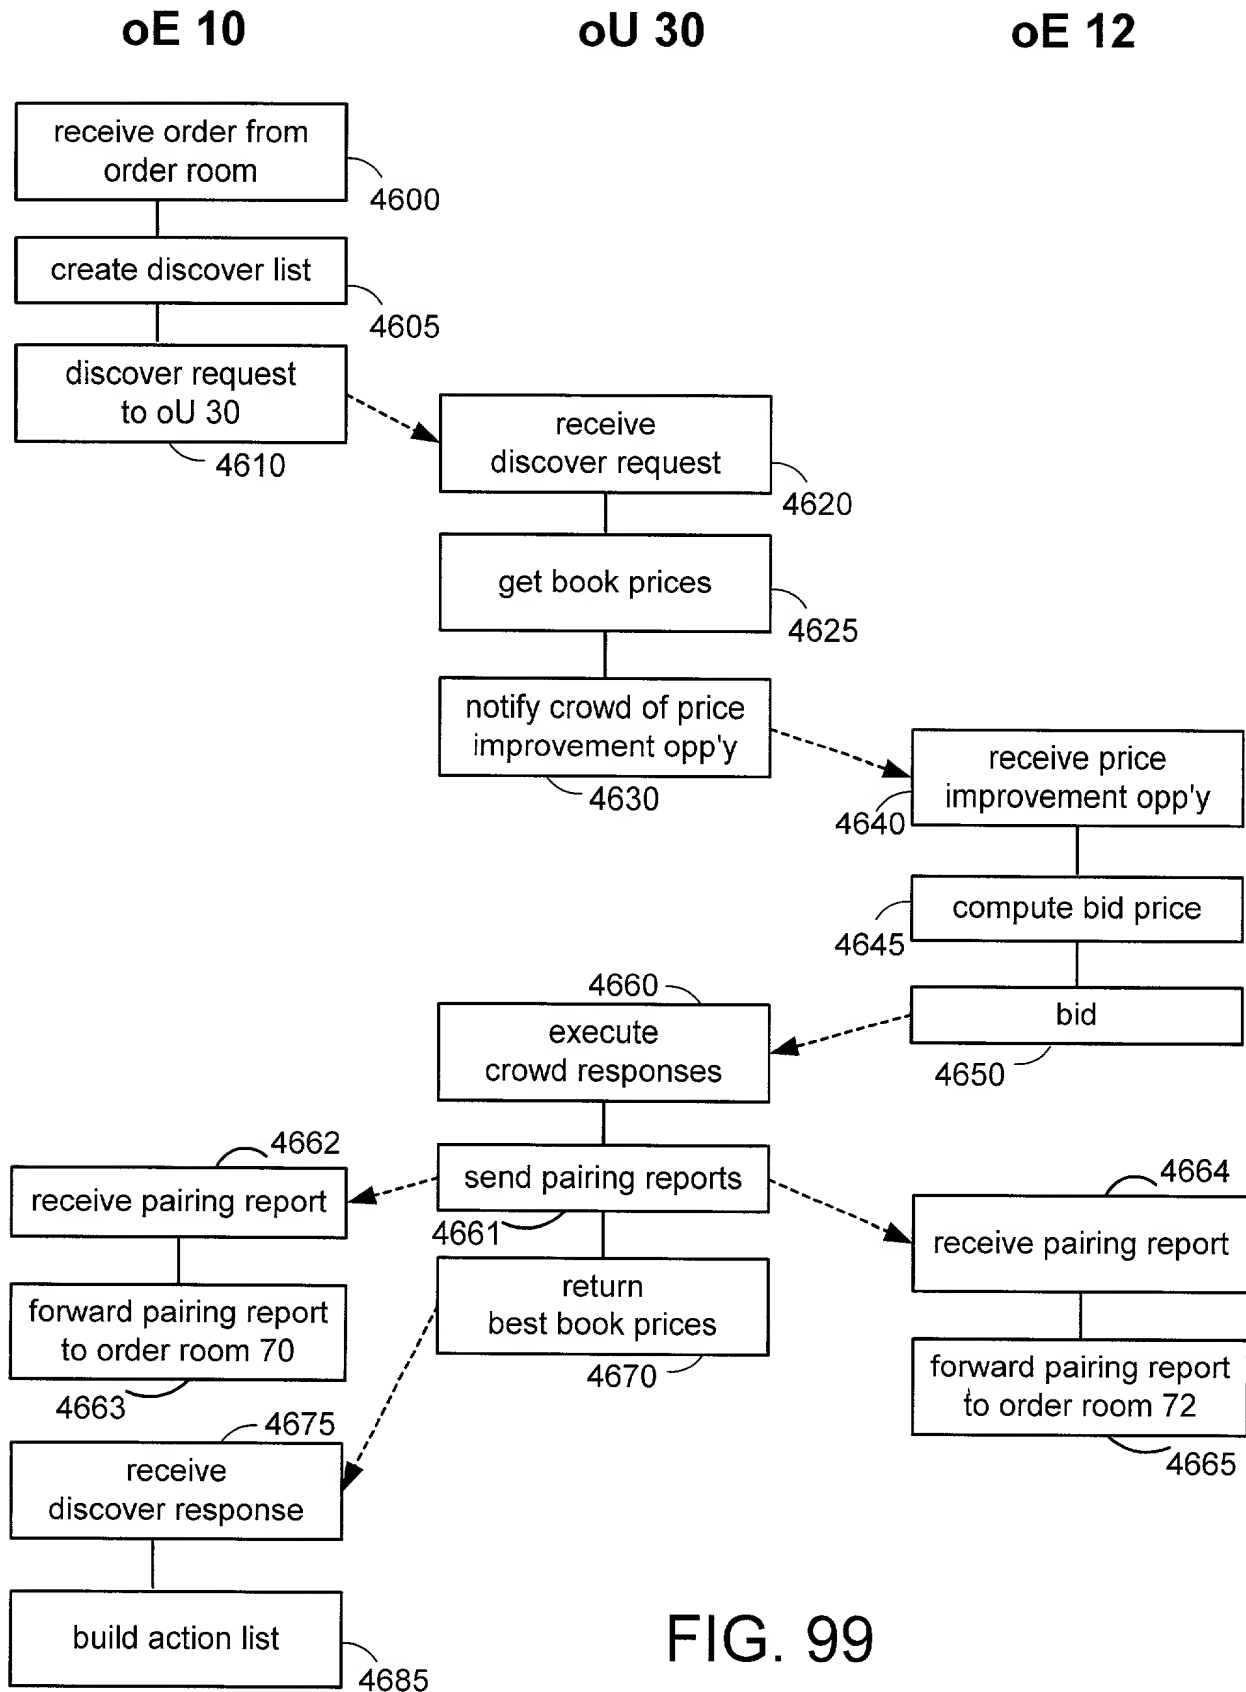 oE 10
oU 30
oE 12
receive order from
order room
4600
create discover list
4605
discover request
to oU 30
4610
receive
discover request
4620
get book prices
4625
notify crowd of price
improvement opp'y
4630
receive price
improvement opp'y
4640
compute bid price
4645
bid
4650
4660
execute
crowd responses
send pairing reports
4661
4662
receive pairing report
forward pairing report
to order room 70
4663
4664
receive pairing report
forward pairing report
to order room 72
4665
return
best book prices
4670
4675
receive
discover response
build action list
4685
FIG. 99